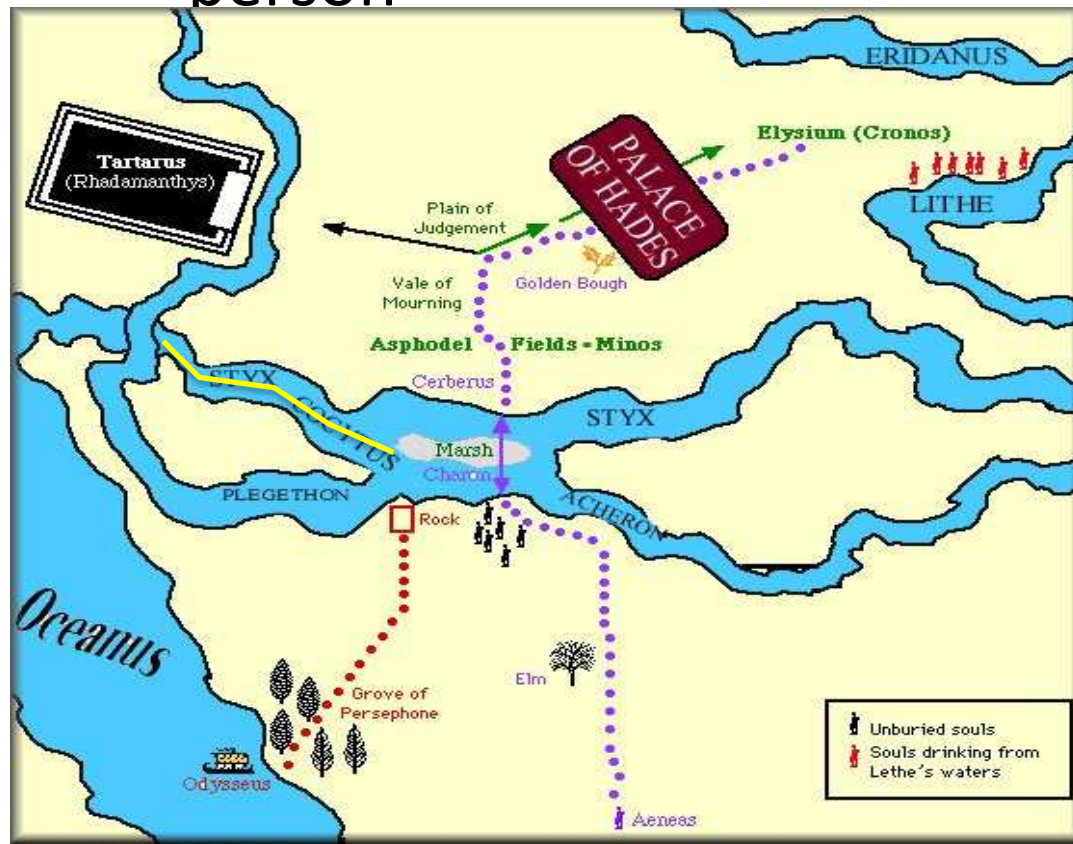 person
ERIDANUS
Elysium (Cronos)
PALACE
OF HADES
Tartarus
(Rhadamanthys)
LITHE
Plain of
Judgement
Vale of
Mourning
Golden Bough
Asphodel Fields - Minos
Cerberus
STYX
COCYTUS
STYX
Marsh
Charon
PLEGETHON
ACHERON
Rock
Oceanus
Elm
Grove of
Persephone
Odysseus
Unburied souls
Souls drinking from
Lethe's waters
Aeneas